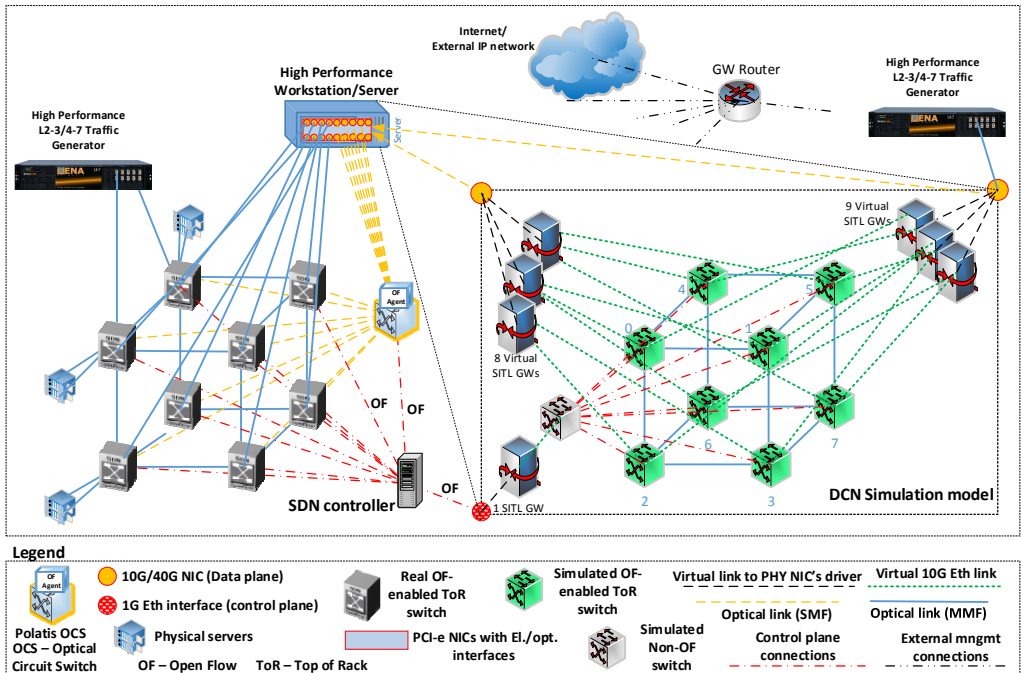 Internet/
External IP network
GW Router
High Performance
L2-3/4-7 Traffic
Generator
High Performance
Workstation/Server
Server
High Performance
L2-3/4-7 Traffic
Generator
9 Virtual
SITL GWs
OF
Agent
4
5
0
1
8 Virtual
SITL GWs
OF
OF
6
7
2
3
SDN controller
OF
1 SITL GW
DCN Simulation model
Legend
OF
Agent
Polatis OCS
OCS – Optical
Circuit Switch
10G/40G NIC (Data plane)
1G Eth interface (control plane)
Physical servers
OF – Open Flow
ToR – Top of Rack
Real OF-
enabled ToR
switch
PCI-e NICs with El./opt.
interfaces
Simulated OF-
enabled ToR
switch
Simulated
Non-OF
switch
Virtual link to PHY NIC's driver
Virtual 10G Eth link
Optical link (SMF)
Optical link (MMF)
Control plane
connections
External mngmt
connections